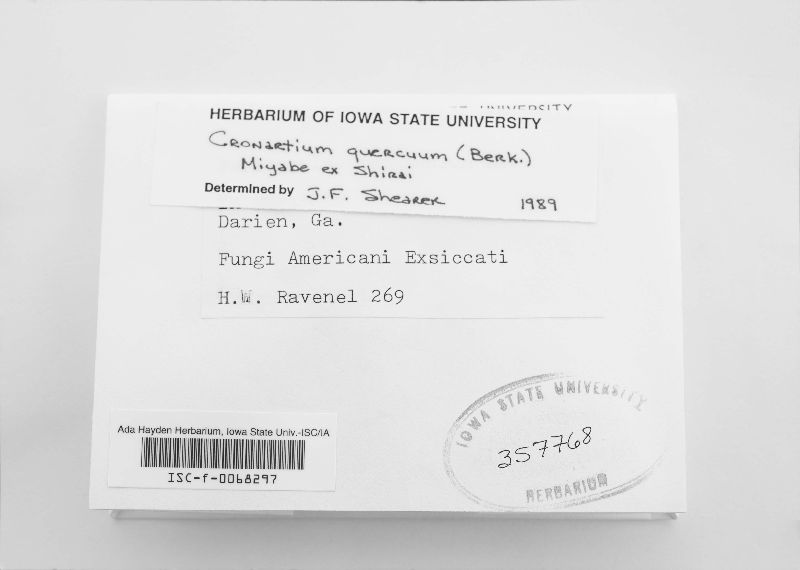 UNIVERSITY
HERBARIUM OF IOWA STATE UNIVERSITY
Cronartium quercuum (Berk.)
Miyabe ex Shirai
Determined by J.F. Shearer 1989
Darien, Ga.
Fungi Americani Exsiccati
H.W. Ravenel 269
Ada Hayden Herbarium, Iowa State Univ.-ISC/IA
ISC-f-0068297
IOWA STATE UNIVERSITY
357768
HERBARIUM